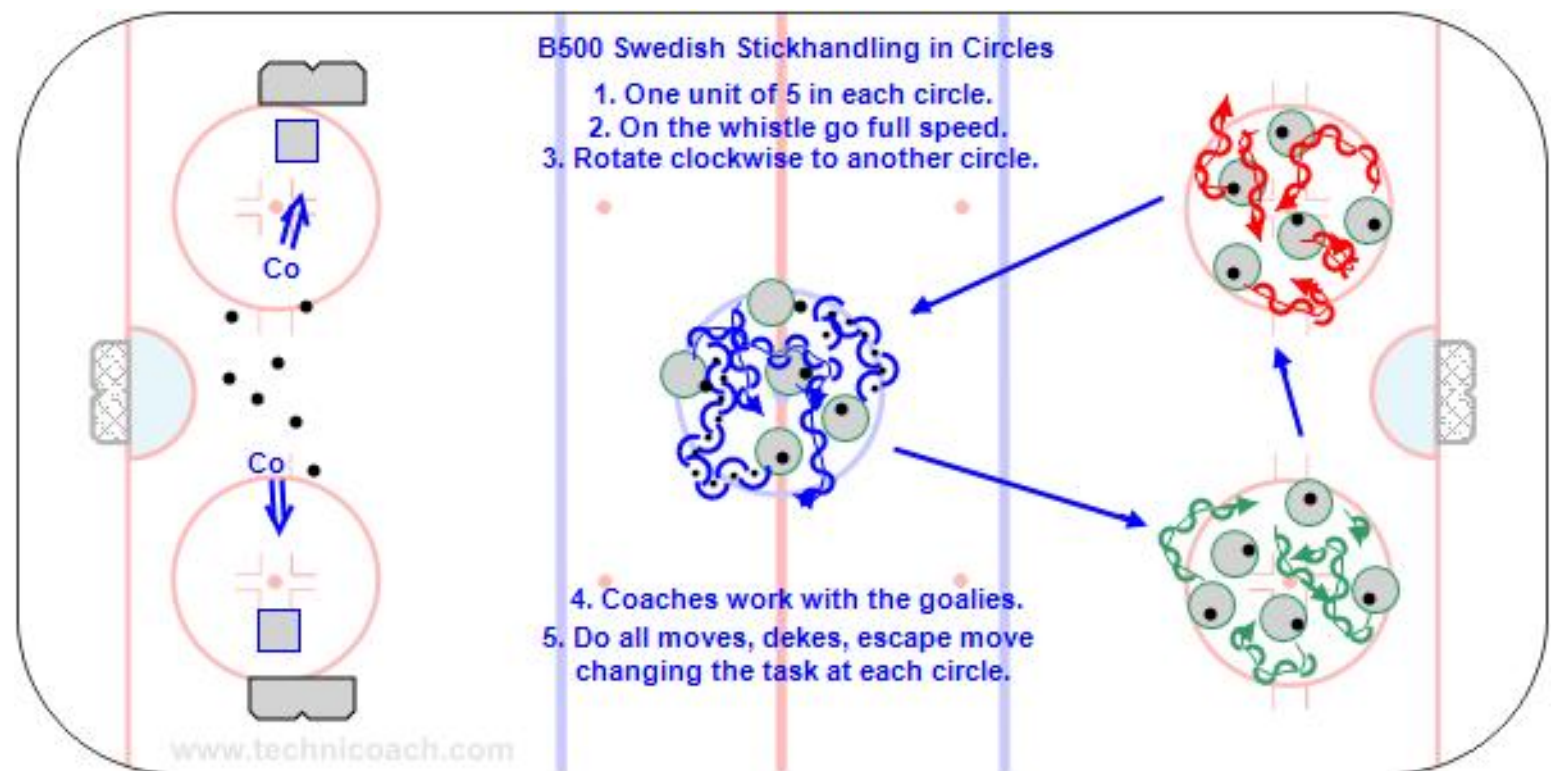 B500 Swedish Stickhandling in Circles
1. One unit of 5 in each circle.
2. On the whistle go full speed.
3. Rotate clockwise to another circle.
Co
Co
4. Coaches work with the goalies.
5. Do all moves, dekes, escape move
changing the task at each circle.
www.technicoach.com